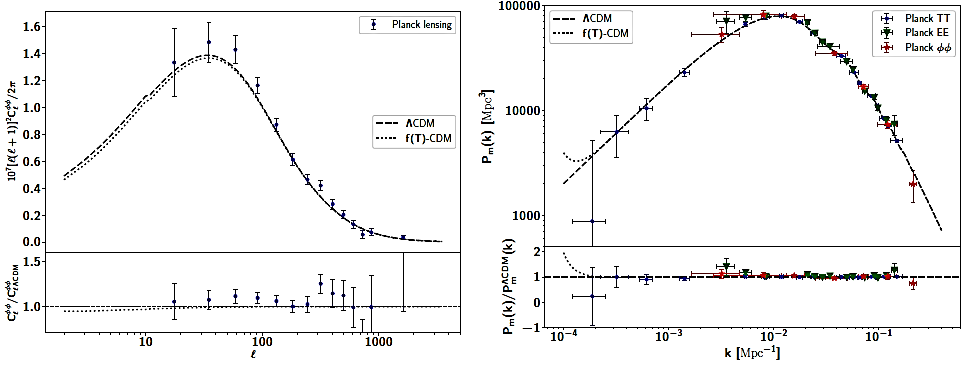 Planck lensing
ΛCDM
f(T)-CDM
10⁷[ℓ(ℓ + 1)]²C_ℓ^ϕϕ/2π
1.6
1.4
1.2
1.0
0.8
0.6
0.4
0.2
0.0
C_ℓ^ϕϕ/C_ℓΛCDM^ϕϕ
1.5
1.0
10
100
1000
ℓ
ΛCDM
f(T)-CDM
Planck TT
Planck EE
Planck ϕϕ
P_m(k) [Mpc³]
100000
10000
1000
P_m(k)/P_m^ΛCDM(k)
2
1
0
−1
10⁻⁴
10⁻³
10⁻²
10⁻¹
k [Mpc⁻¹]